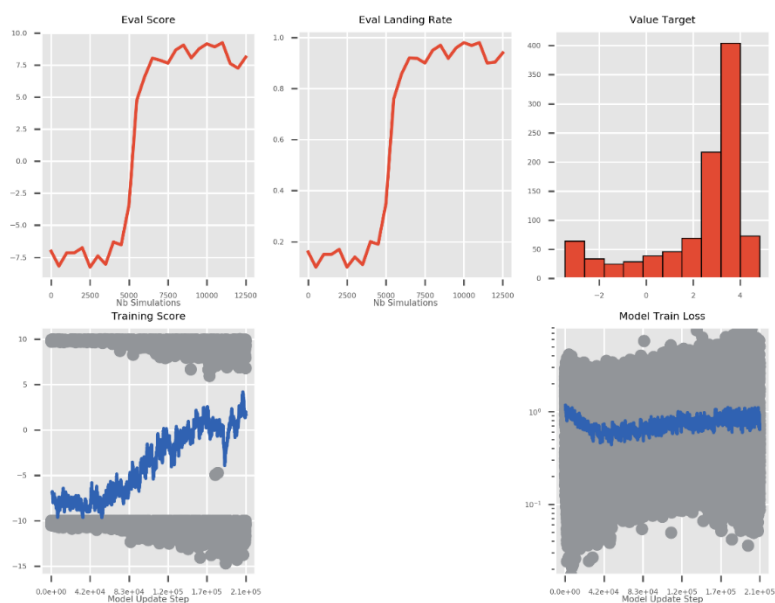 Eval Score
10.0
7.5
5.0
2.5
0.0
−2.5
−5.0
−7.5
0 2500 5000 7500 10000 12500
Nb Simulations
Eval Landing Rate
1.0
0.8
0.6
0.4
0.2
0 2500 5000 7500 10000 12500
Nb Simulations
Value Target
400
350
300
250
200
150
100
50
0
−2 0 2 4
Training Score
10
5
0
−5
−10
−15
0.0e+00 4.2e+04 8.3e+04 1.2e+05 1.7e+05 2.1e+05
Model Update Step
Model Train Loss
10⁰
10⁻¹
0.0e+00 4.2e+04 8.3e+04 1.2e+05 1.7e+05 2.1e+05
Model Update Step